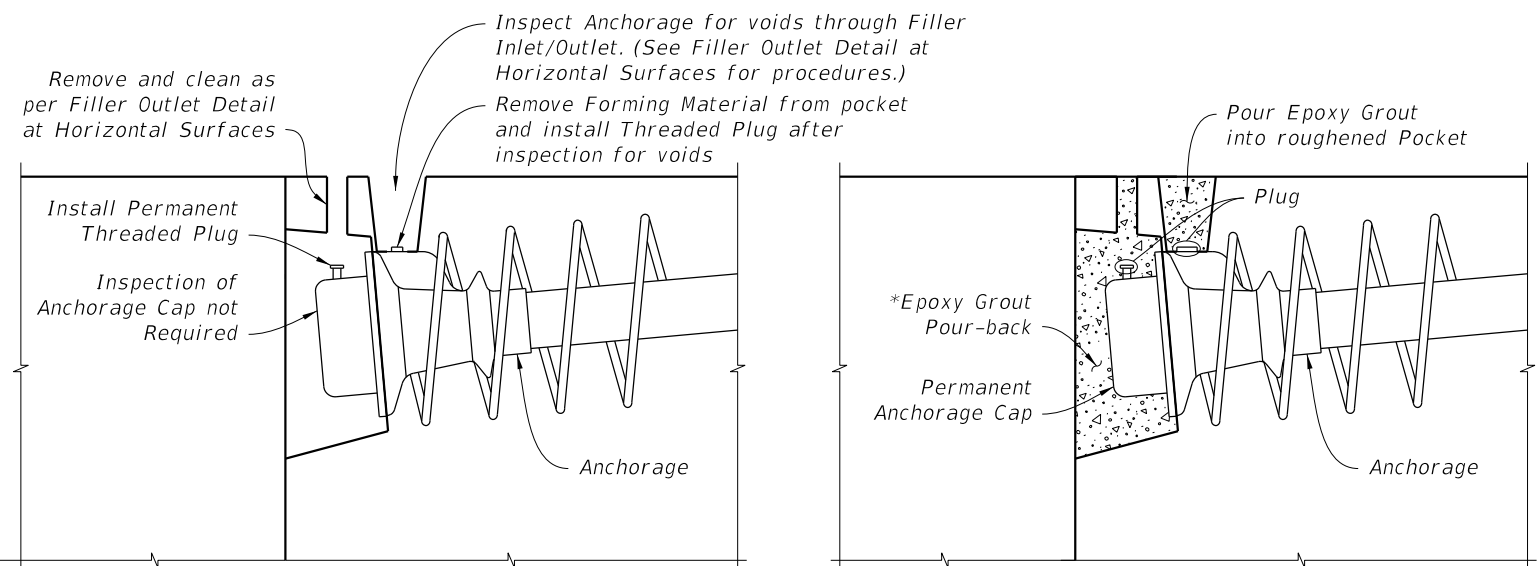 Inspect Anchorage for voids through Filler
Inlet/Outlet. (See Filler Outlet Detail at
Horizontal Surfaces for procedures.)
Remove and clean as
per Filler Outlet Detail
at Horizontal Surfaces
Remove Forming Material from pocket
and install Threaded Plug after
inspection for voids
Install Permanent
Threaded Plug
Inspection of
Anchorage Cap not
Required
Anchorage
Pour Epoxy Grout
into roughened Pocket
Plug
*Epoxy Grout
Pour-back
Permanent
Anchorage Cap
Anchorage